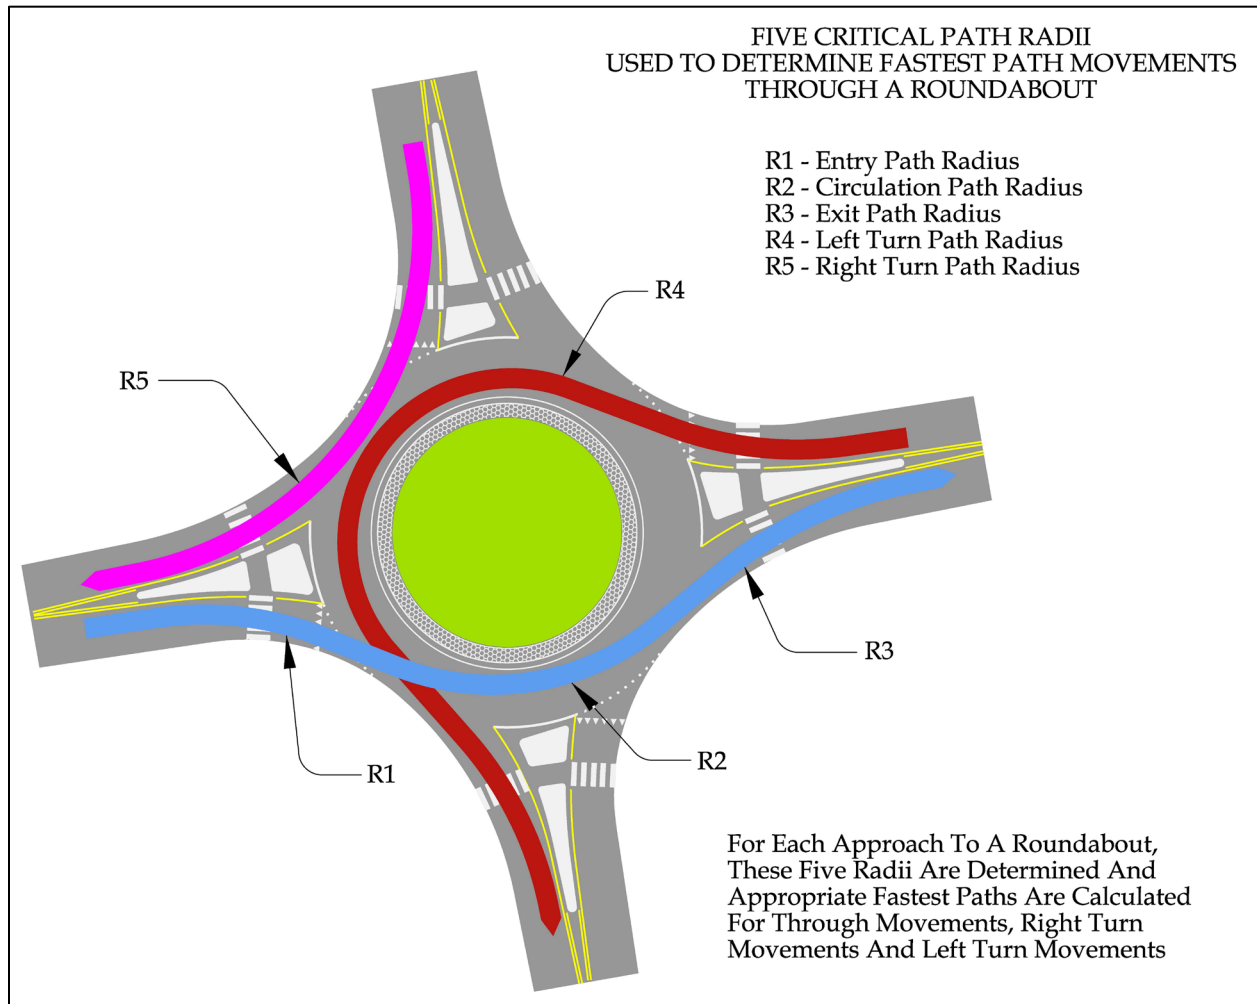 FIVE CRITICAL PATH RADII
USED TO DETERMINE FASTEST PATH MOVEMENTS
THROUGH A ROUNDABOUT
R1 - Entry Path Radius
R2 - Circulation Path Radius
R3 - Exit Path Radius
R4 - Left Turn Path Radius
R5 - Right Turn Path Radius
R4
R5
R3
R2
R1
For Each Approach To A Roundabout,
These Five Radii Are Determined And
Appropriate Fastest Paths Are Calculated
For Through Movements, Right Turn
Movements And Left Turn Movements